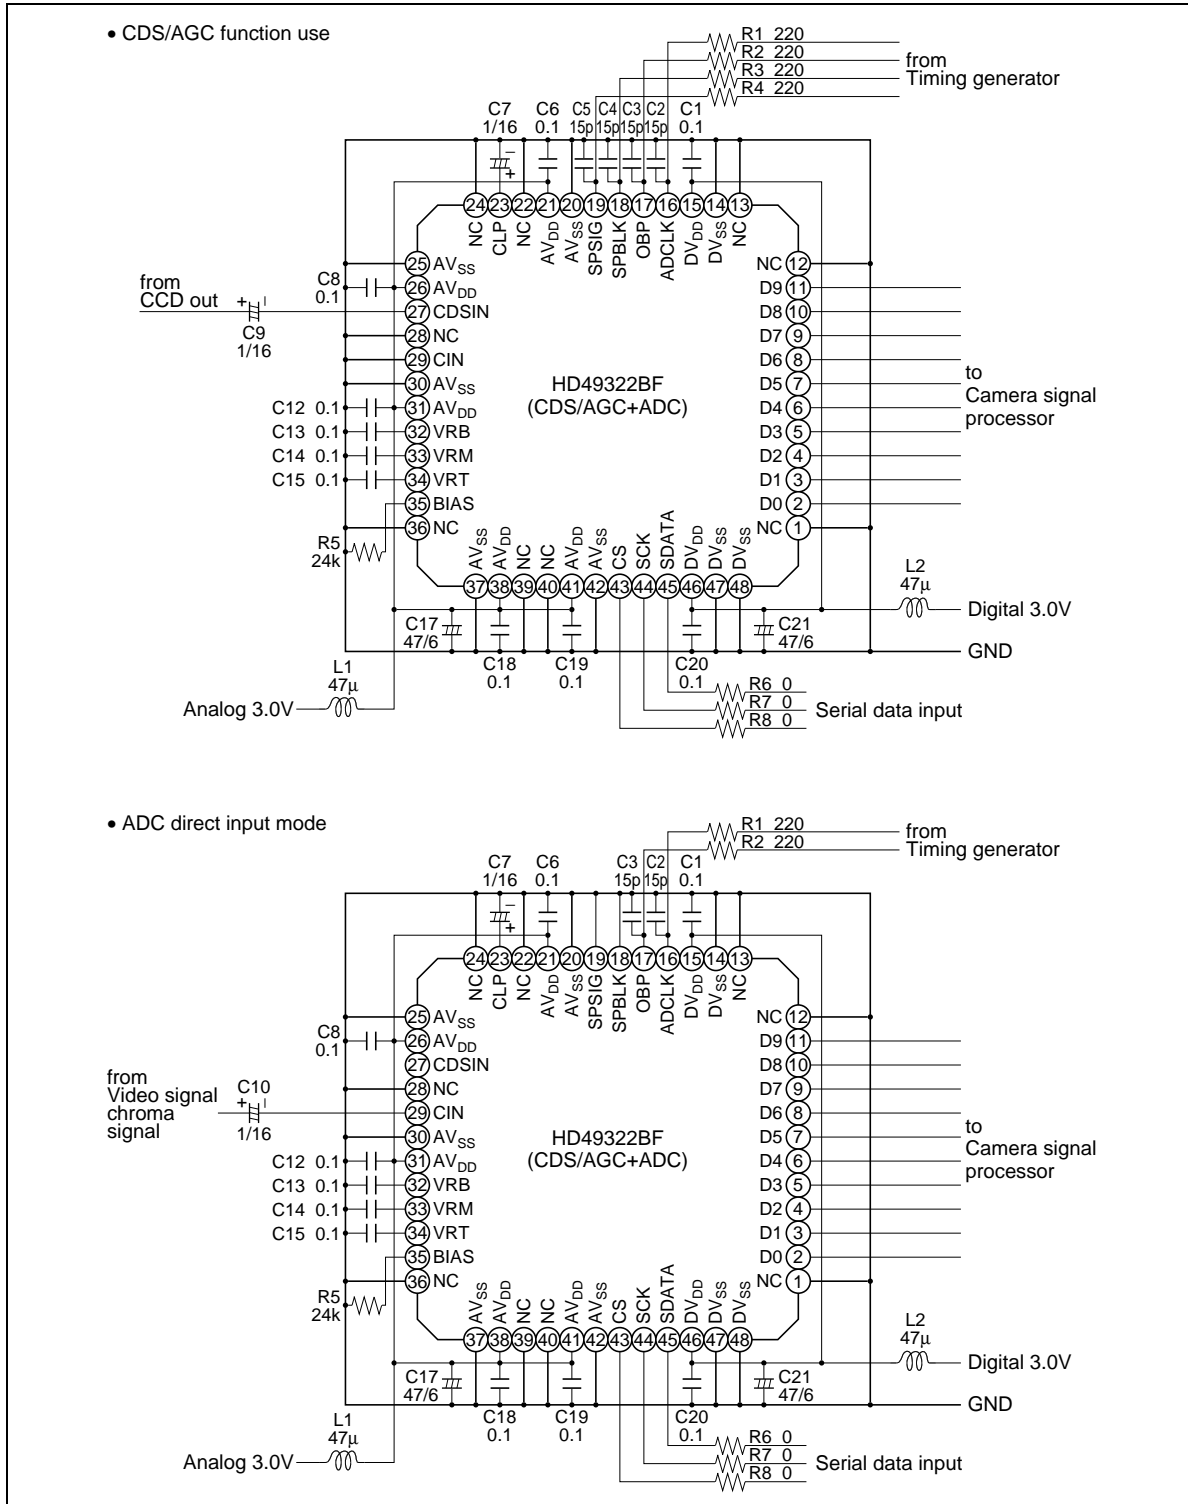 • CDS/AGC function use
R1 220
R2 220
R3 220
R4 220
from
Timing generator
C7
1/16
C6
0.1
C5
15p
C4
15p
C3
15p
C2
15p
C1
0.1
−
+
24 23 22 21 20 19 18 17 16 15 14 13
NC CLP NC AVDD AVSS SPSIG SPBLK OBP ADCLK DVDD DVSS NC
from
CCD out
C8
0.1
+ −
C9
1/16
25 AVSS
26 AVDD
27 CDSIN
28 NC
29 CIN
30 AVSS
C12 0.1 31 AVDD
C13 0.1 32 VRB
C14 0.1 33 VRM
C15 0.1 34 VRT
35 BIAS
36 NC
R5
24k
HD49322BF
(CDS/AGC+ADC)
NC 12
D9 11
D8 10
D7 9
D6 8
D5 7
D4 6
D3 5
D2 4
D1 3
D0 2
NC 1
to
Camera signal
processor
AVSS AVDD NC NC AVDD AVSS CS SCK SDATA DVDD DVSS DVSS
37 38 39 40 41 42 43 44 45 46 47 48
L2
47µ
Digital 3.0V
C17
47/6
C21
47/6
GND
C18
0.1
C19
0.1
C20
0.1
L1
47µ
Analog 3.0V
R6 0
R7 0
R8 0
Serial data input
• ADC direct input mode
R1 220
R2 220
from
Timing generator
C7
1/16
C6
0.1
C3
15p
C2
15p
C1
0.1
−
+
24 23 22 21 20 19 18 17 16 15 14 13
NC CLP NC AVDD AVSS SPSIG SPBLK OBP ADCLK DVDD DVSS NC
C8
0.1
from
Video signal
chroma
signal
C10
+ −
1/16
25 AVSS
26 AVDD
27 CDSIN
28 NC
29 CIN
30 AVSS
C12 0.1 31 AVDD
C13 0.1 32 VRB
C14 0.1 33 VRM
C15 0.1 34 VRT
35 BIAS
36 NC
R5
24k
HD49322BF
(CDS/AGC+ADC)
NC 12
D9 11
D8 10
D7 9
D6 8
D5 7
D4 6
D3 5
D2 4
D1 3
D0 2
NC 1
to
Camera signal
processor
AVSS AVDD NC NC AVDD AVSS CS SCK SDATA DVDD DVSS DVSS
37 38 39 40 41 42 43 44 45 46 47 48
L2
47µ
Digital 3.0V
C17
47/6
C21
47/6
GND
C18
0.1
C19
0.1
C20
0.1
L1
47µ
Analog 3.0V
R6 0
R7 0
R8 0
Serial data input